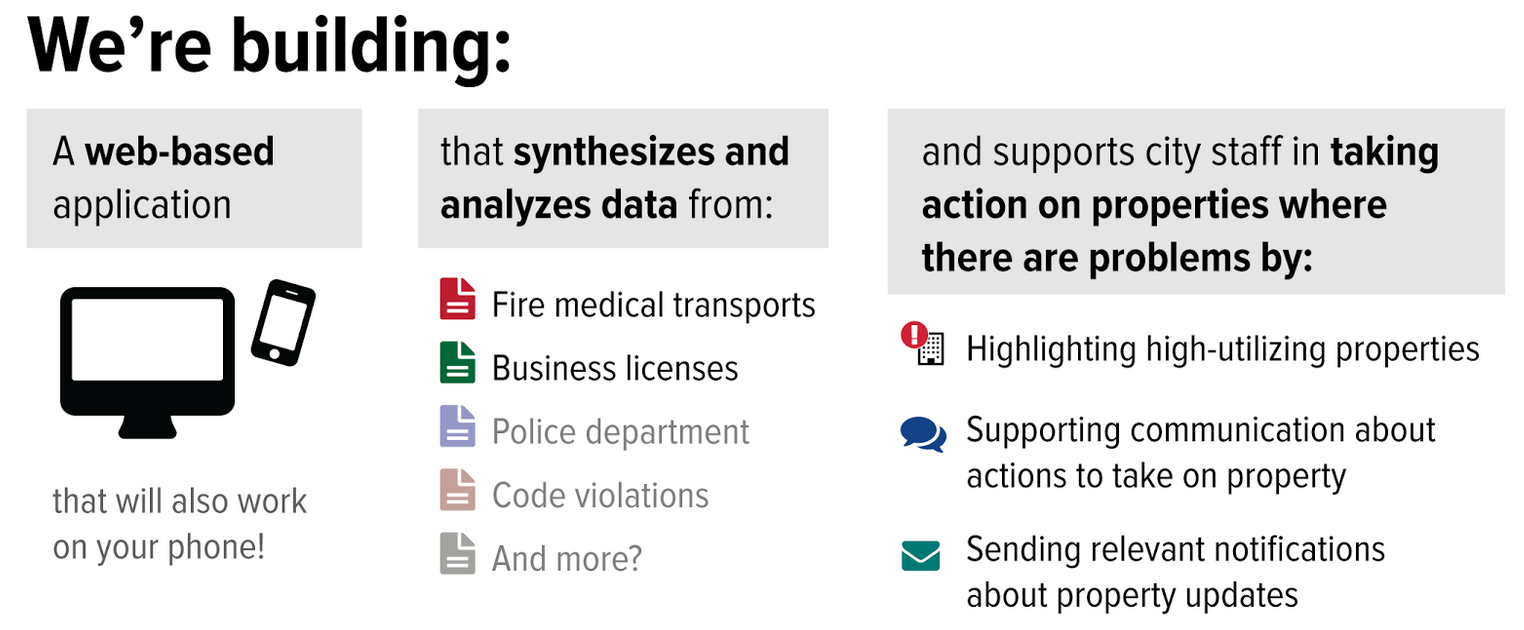 We’re building:
A web-based
application
that will also work
on your phone!
that synthesizes and
analyzes data from:
Fire medical transports
Business licenses
Police department
Code violations
And more?
and supports city staff in taking
action on properties where
there are problems by:
Highlighting high-utilizing properties
Supporting communication about
actions to take on property
Sending relevant notifications
about property updates